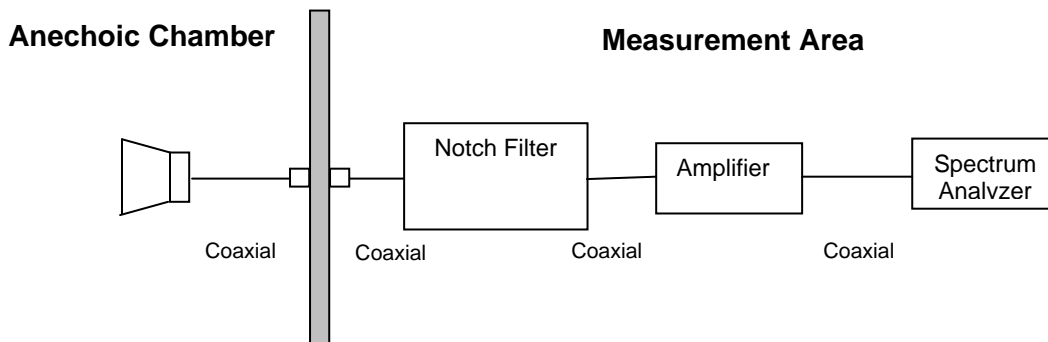 Anechoic Chamber
Measurement Area
Notch Filter
Amplifier
Spectrum
Analvzer
Coaxial
Coaxial
Coaxial
Coaxial